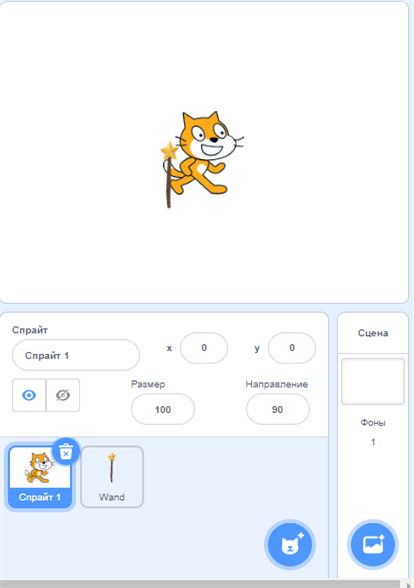 Спрайт
Спрайт 1
x 0 y 0
Размер Направление
100 90
Спрайт 1 Wand
Сцена
Фоны
1